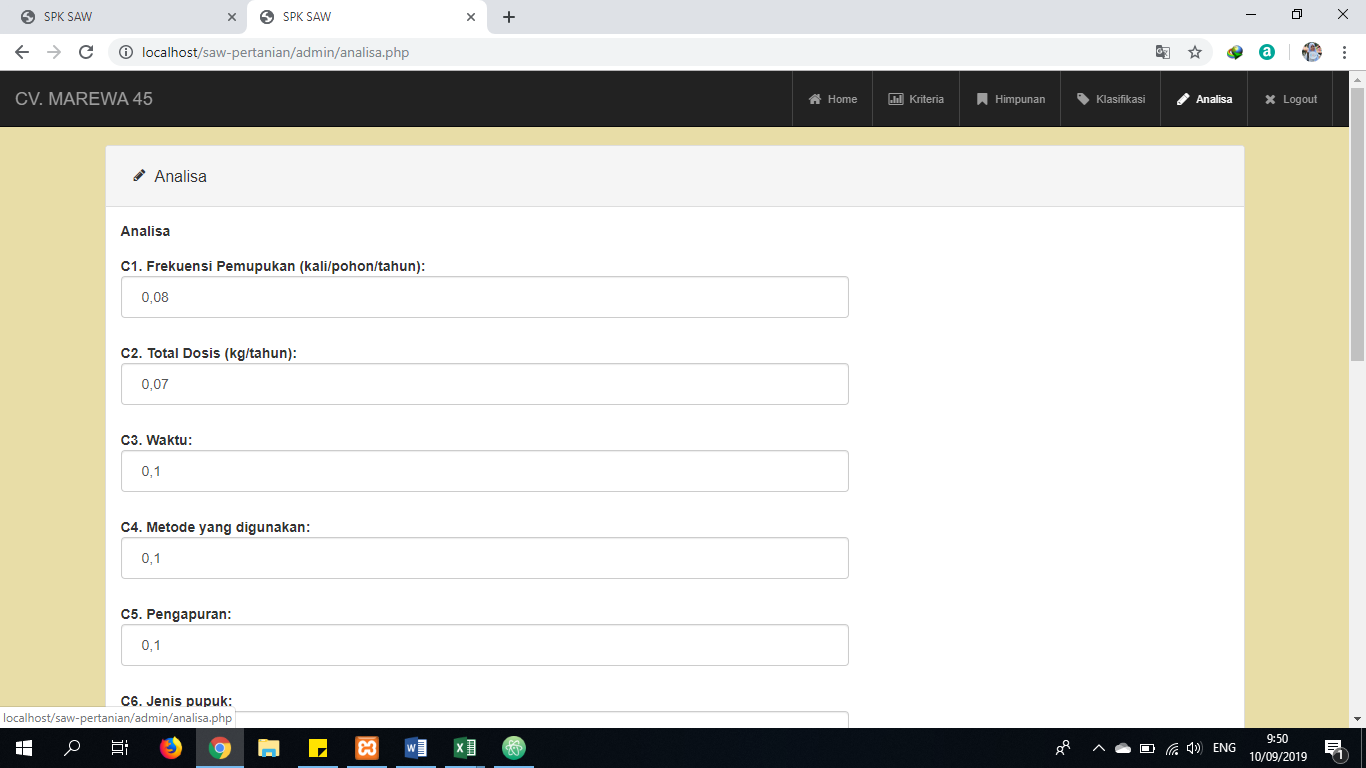 SPK SAW
SPK SAW
localhost/saw-pertanian/admin/analisa.php
CV. MAREWA 45
Home
Kriteria
Himpunan
Klasifikasi
Analisa
Logout
Analisa
Analisa
C1. Frekuensi Pemupukan (kali/pohon/tahun):
0,08
C2. Total Dosis (kg/tahun):
0,07
C3. Waktu:
0,1
C4. Metode yang digunakan:
0,1
C5. Pengapuran:
0,1
C6. Jenis pupuk:
localhost/saw-pertanian/admin/analisa.php
ENG
9:50
10/09/2019
1